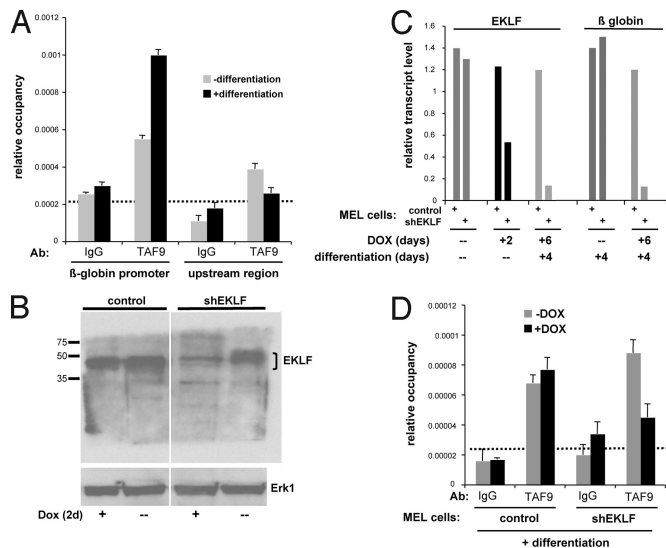 A
0.0012
0.001
0.0008
0.0006
0.0004
0.0002
0
relative occupancy
-differentiation
+differentiation
Ab:
IgG TAF9 IgG TAF9
ß-globin promoter upstream region
B
control shEKLF
75
50
35
EKLF
Erk1
Dox (2d) + -- + --
C
EKLF ß globin
1.6
1.4
1.2
1
0.8
0.6
0.4
0.2
0
relative transcript level
MEL cells: control + + + + +
shEKLF + + + + +
DOX (days) -- +2 +6 -- +6
differentiation (days) -- -- +4 +4 +4
D
0.00012
0.0001
0.00008
0.00006
0.00004
0.00002
0
relative occupancy
-DOX
+DOX
Ab: IgG TAF9 IgG TAF9
MEL cells: control shEKLF
+ differentiation